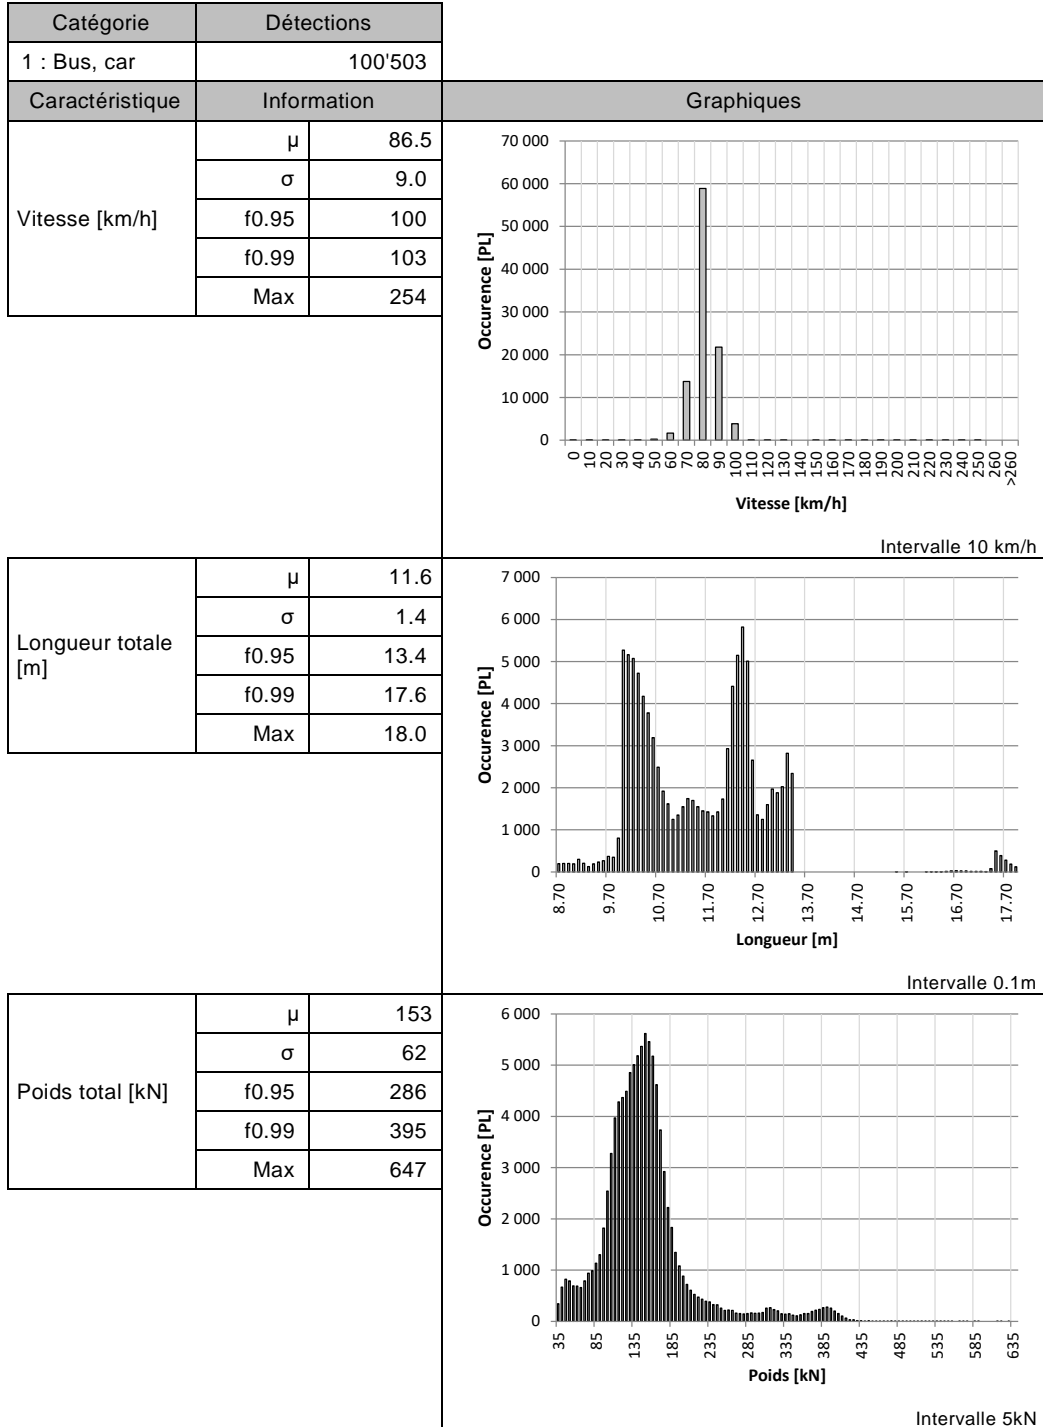 Catégorie Détections
1 : Bus, car 100'503
Caractéristique Information Graphiques
Vitesse [km/h]
µ 86.5
σ 9.0
f0.95 100
f0.99 103
Max 254
70 000
60 000
50 000
40 000
30 000
20 000
10 000
0
Occurence [PL]
0 10 20 30 40 50 60 70 80 90 100 110 120 130 140 150 160 170 180 190 200 210 220 230 240 250 260 >260
Vitesse [km/h]
Intervalle 10 km/h
Longueur totale
[m]
µ 11.6
σ 1.4
f0.95 13.4
f0.99 17.6
Max 18.0
7 000
6 000
5 000
4 000
3 000
2 000
1 000
0
Occurence [PL]
8.70 9.70 10.70 11.70 12.70 13.70 14.70 15.70 16.70 17.70
Longueur [m]
Intervalle 0.1m
Poids total [kN]
µ 153
σ 62
f0.95 286
f0.99 395
Max 647
6 000
5 000
4 000
3 000
2 000
1 000
0
Occurence [PL]
35 85 135 185 235 285 335 385 435 485 535 585 635
Poids [kN]
Intervalle 5kN